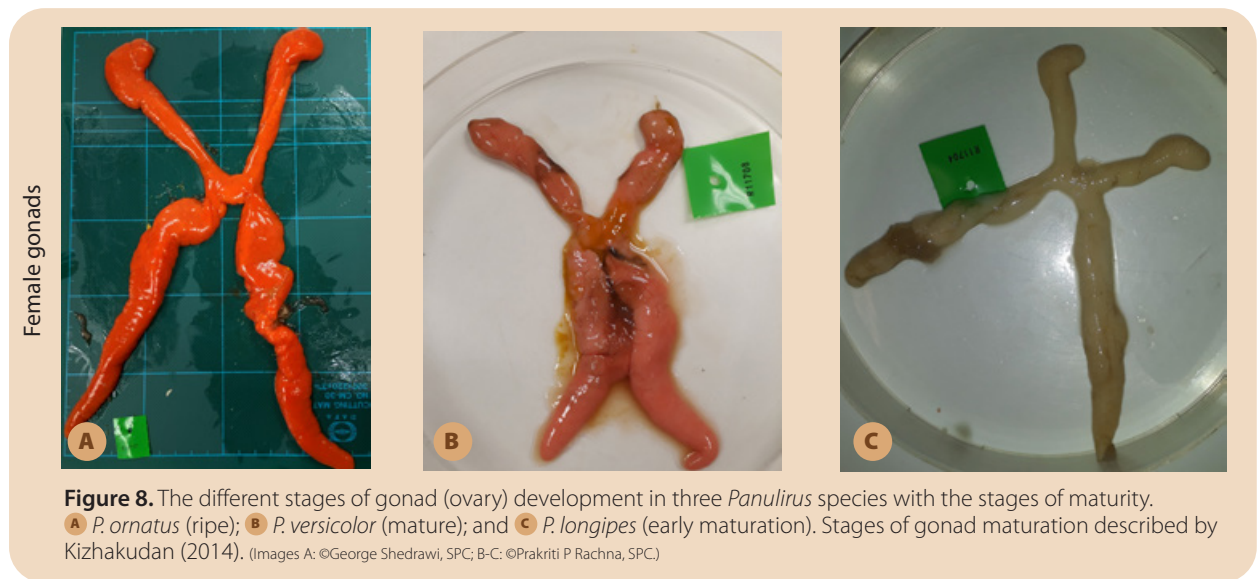 Female gonads
A
B
C
Figure 8. The different stages of gonad (ovary) development in three Panulirus species with the stages of maturity.
A P. ornatus (ripe); B P. versicolor (mature); and C P. longipes (early maturation). Stages of gonad maturation described by
Kizhakudan (2014). (Images A: ©George Shedrawi, SPC; B-C: ©Prakriti P Rachna, SPC.)